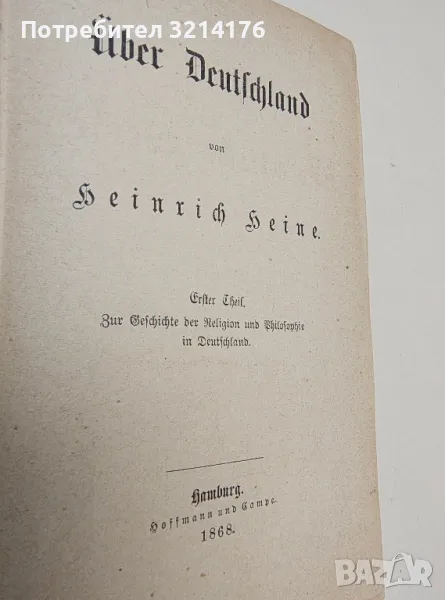 Потребител 3214176
Über Deutschland
von
Heinrich Heine.
Erster Theil.
Zur Geschichte der Religion und Philosophie
in Deutschland.
Hamburg.
Hoffmann und Campe.
1868.
BAZAR